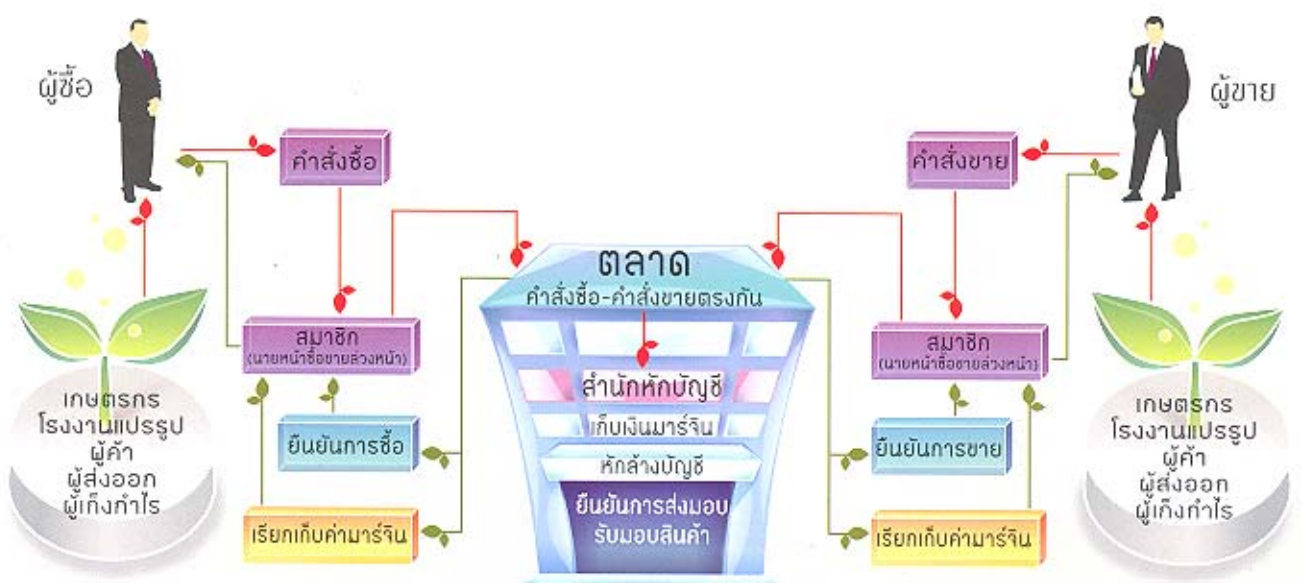 ผู้ซื้อ
ผู้ขาย
คำสั่งซื้อ
คำสั่งขาย
ตลาด
คำสั่งซื้อ-คำสั่งขายตรงกัน
สมาชิก
(นายหน้าซื้อขายล่วงหน้า)
สมาชิก
(นายหน้าซื้อขายล่วงหน้า)
สำนักหักบัญชี
เก็บเงินมาร์จิน
หักล้างบัญชี
ยืนยันการส่งมอบ
รับมอบสินค้า
ยืนยันการซื้อ
ยืนยันการขาย
เรียกเก็บค่ามาร์จิน
เรียกเก็บค่ามาร์จิน
เกษตรกร
โรงงานแปรรูป
ผู้ค้า
ผู้ส่งออก
ผู้เก็งกำไร
เกษตรกร
โรงงานแปรรูป
ผู้ค้า
ผู้ส่งออก
ผู้เก็งกำไร